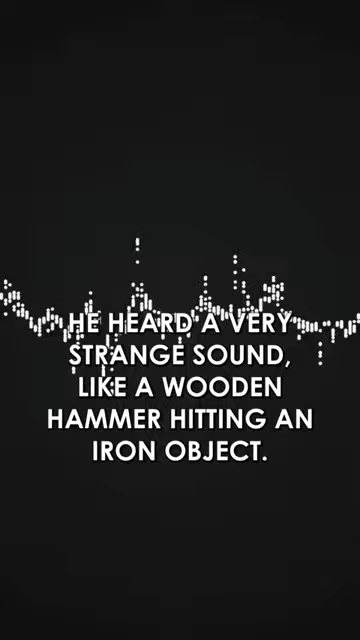 HE HEARD A VERY
STRANGE SOUND,
LIKE A WOODEN
HAMMER HITTING AN
IRON OBJECT.